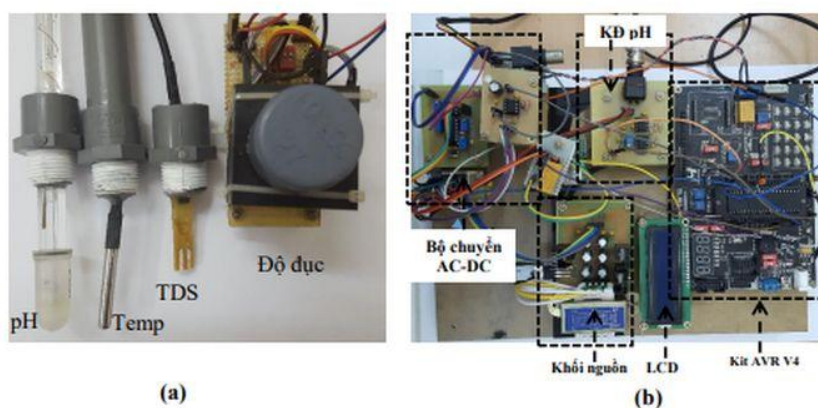 pH
Temp
TDS
Độ đục
(a)
KĐ pH
Bộ chuyển
AC-DC
Khối nguồn
LCD
Kit AVR V4
(b)